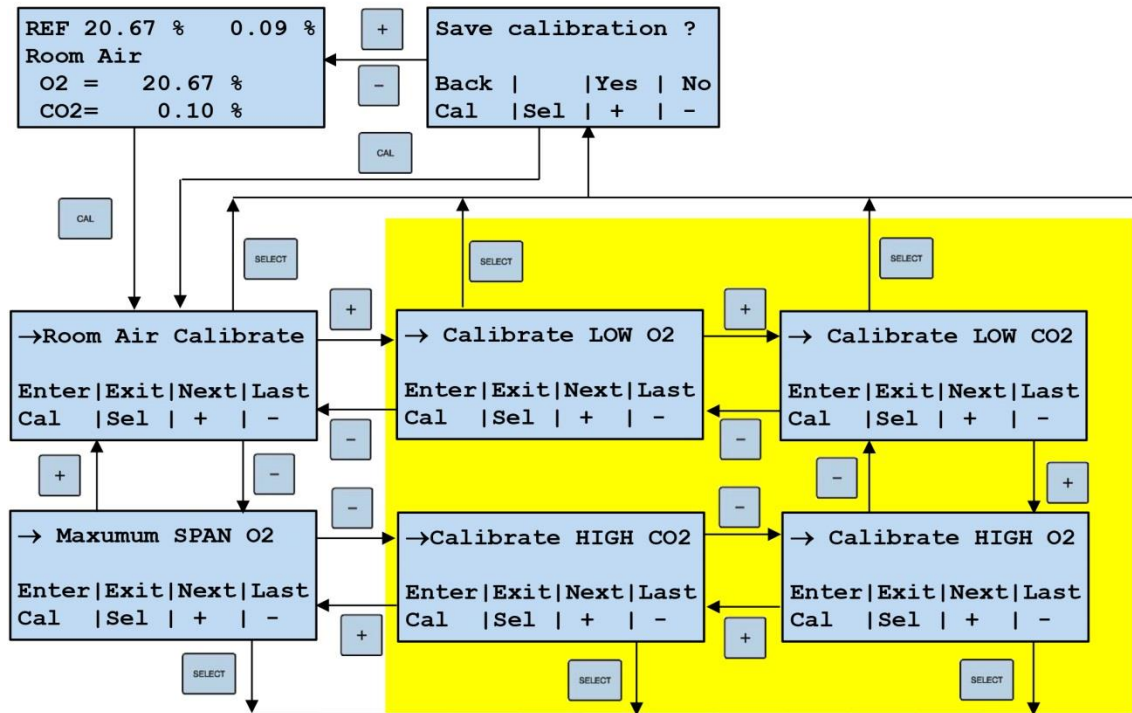 REF 20.67 % 0.09 %
Room Air
O2 = 20.67 %
CO2= 0.10 %
+
-
Save calibration ?
Back | |Yes | No
Cal |Sel | + | -
CAL
CAL
SELECT
SELECT
SELECT
→Room Air Calibrate
Enter|Exit|Next|Last
Cal |Sel | + | -
+
-
→ Calibrate LOW O2
Enter|Exit|Next|Last
Cal |Sel | + | -
+
-
→ Calibrate LOW CO2
Enter|Exit|Next|Last
Cal |Sel | + | -
+
-
-
+
→ Maxumum SPAN O2
Enter|Exit|Next|Last
Cal |Sel | + | -
-
+
→Calibrate HIGH CO2
Enter|Exit|Next|Last
Cal |Sel | + | -
-
+
→ Calibrate HIGH O2
Enter|Exit|Next|Last
Cal |Sel | + | -
SELECT
SELECT
SELECT